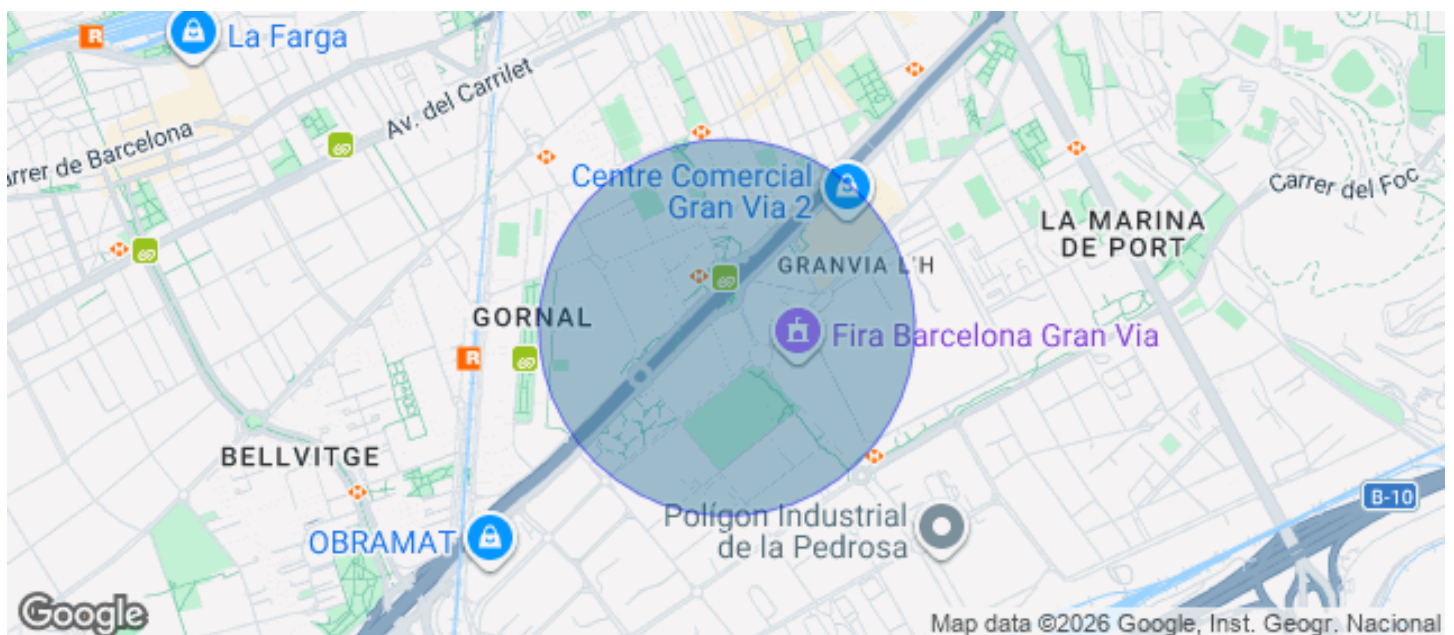 R
La Farga
Av. del Carrilet
arrer de Barcelona
Centre Comercial
Gran Via 2
Carrer del Foc
LA MARINA
DE PORT
GRANVIA L'H
GORNAL
R
Fira Barcelona Gran Via
BELLVITGE
B-10
Polígon Industrial
de la Pedrosa
OBRAMAT
Google
Map data ©2026 Google, Inst. Geogr. Nacional